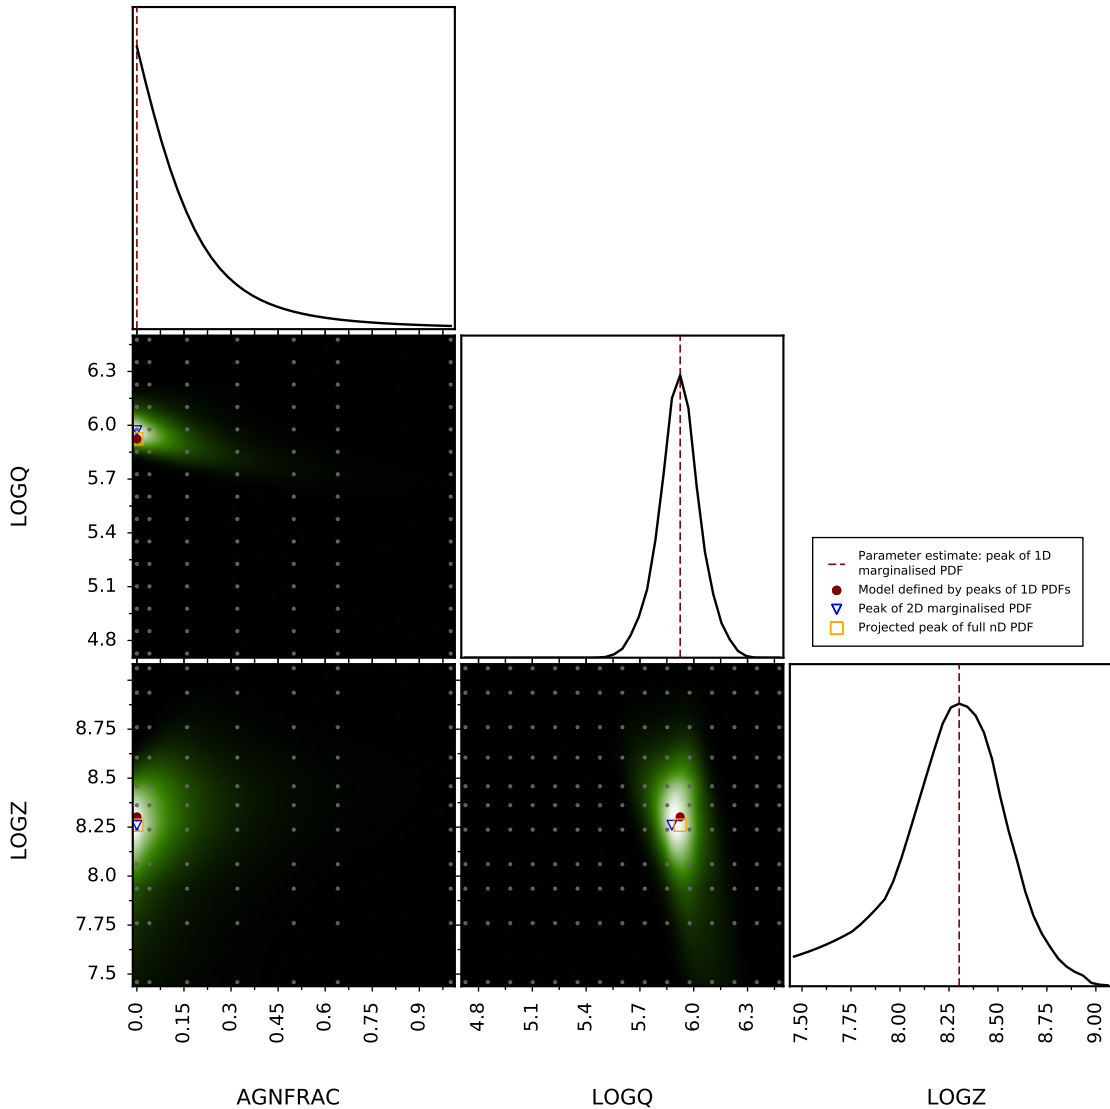 6.3
6.0
5.7
5.4
5.1
4.8
LOGQ
Parameter estimate: peak of 1D
marginalised PDF
Model defined by peaks of 1D PDFs
Peak of 2D marginalised PDF
Projected peak of full nD PDF
8.75
8.5
8.25
8.0
7.75
7.5
LOGZ
0.0 0.15 0.3 0.45 0.6 0.75 0.9
4.8 5.1 5.4 5.7 6.0 6.3
7.50 7.75 8.00 8.25 8.50 8.75 9.00
AGNFRAC LOGQ LOGZ